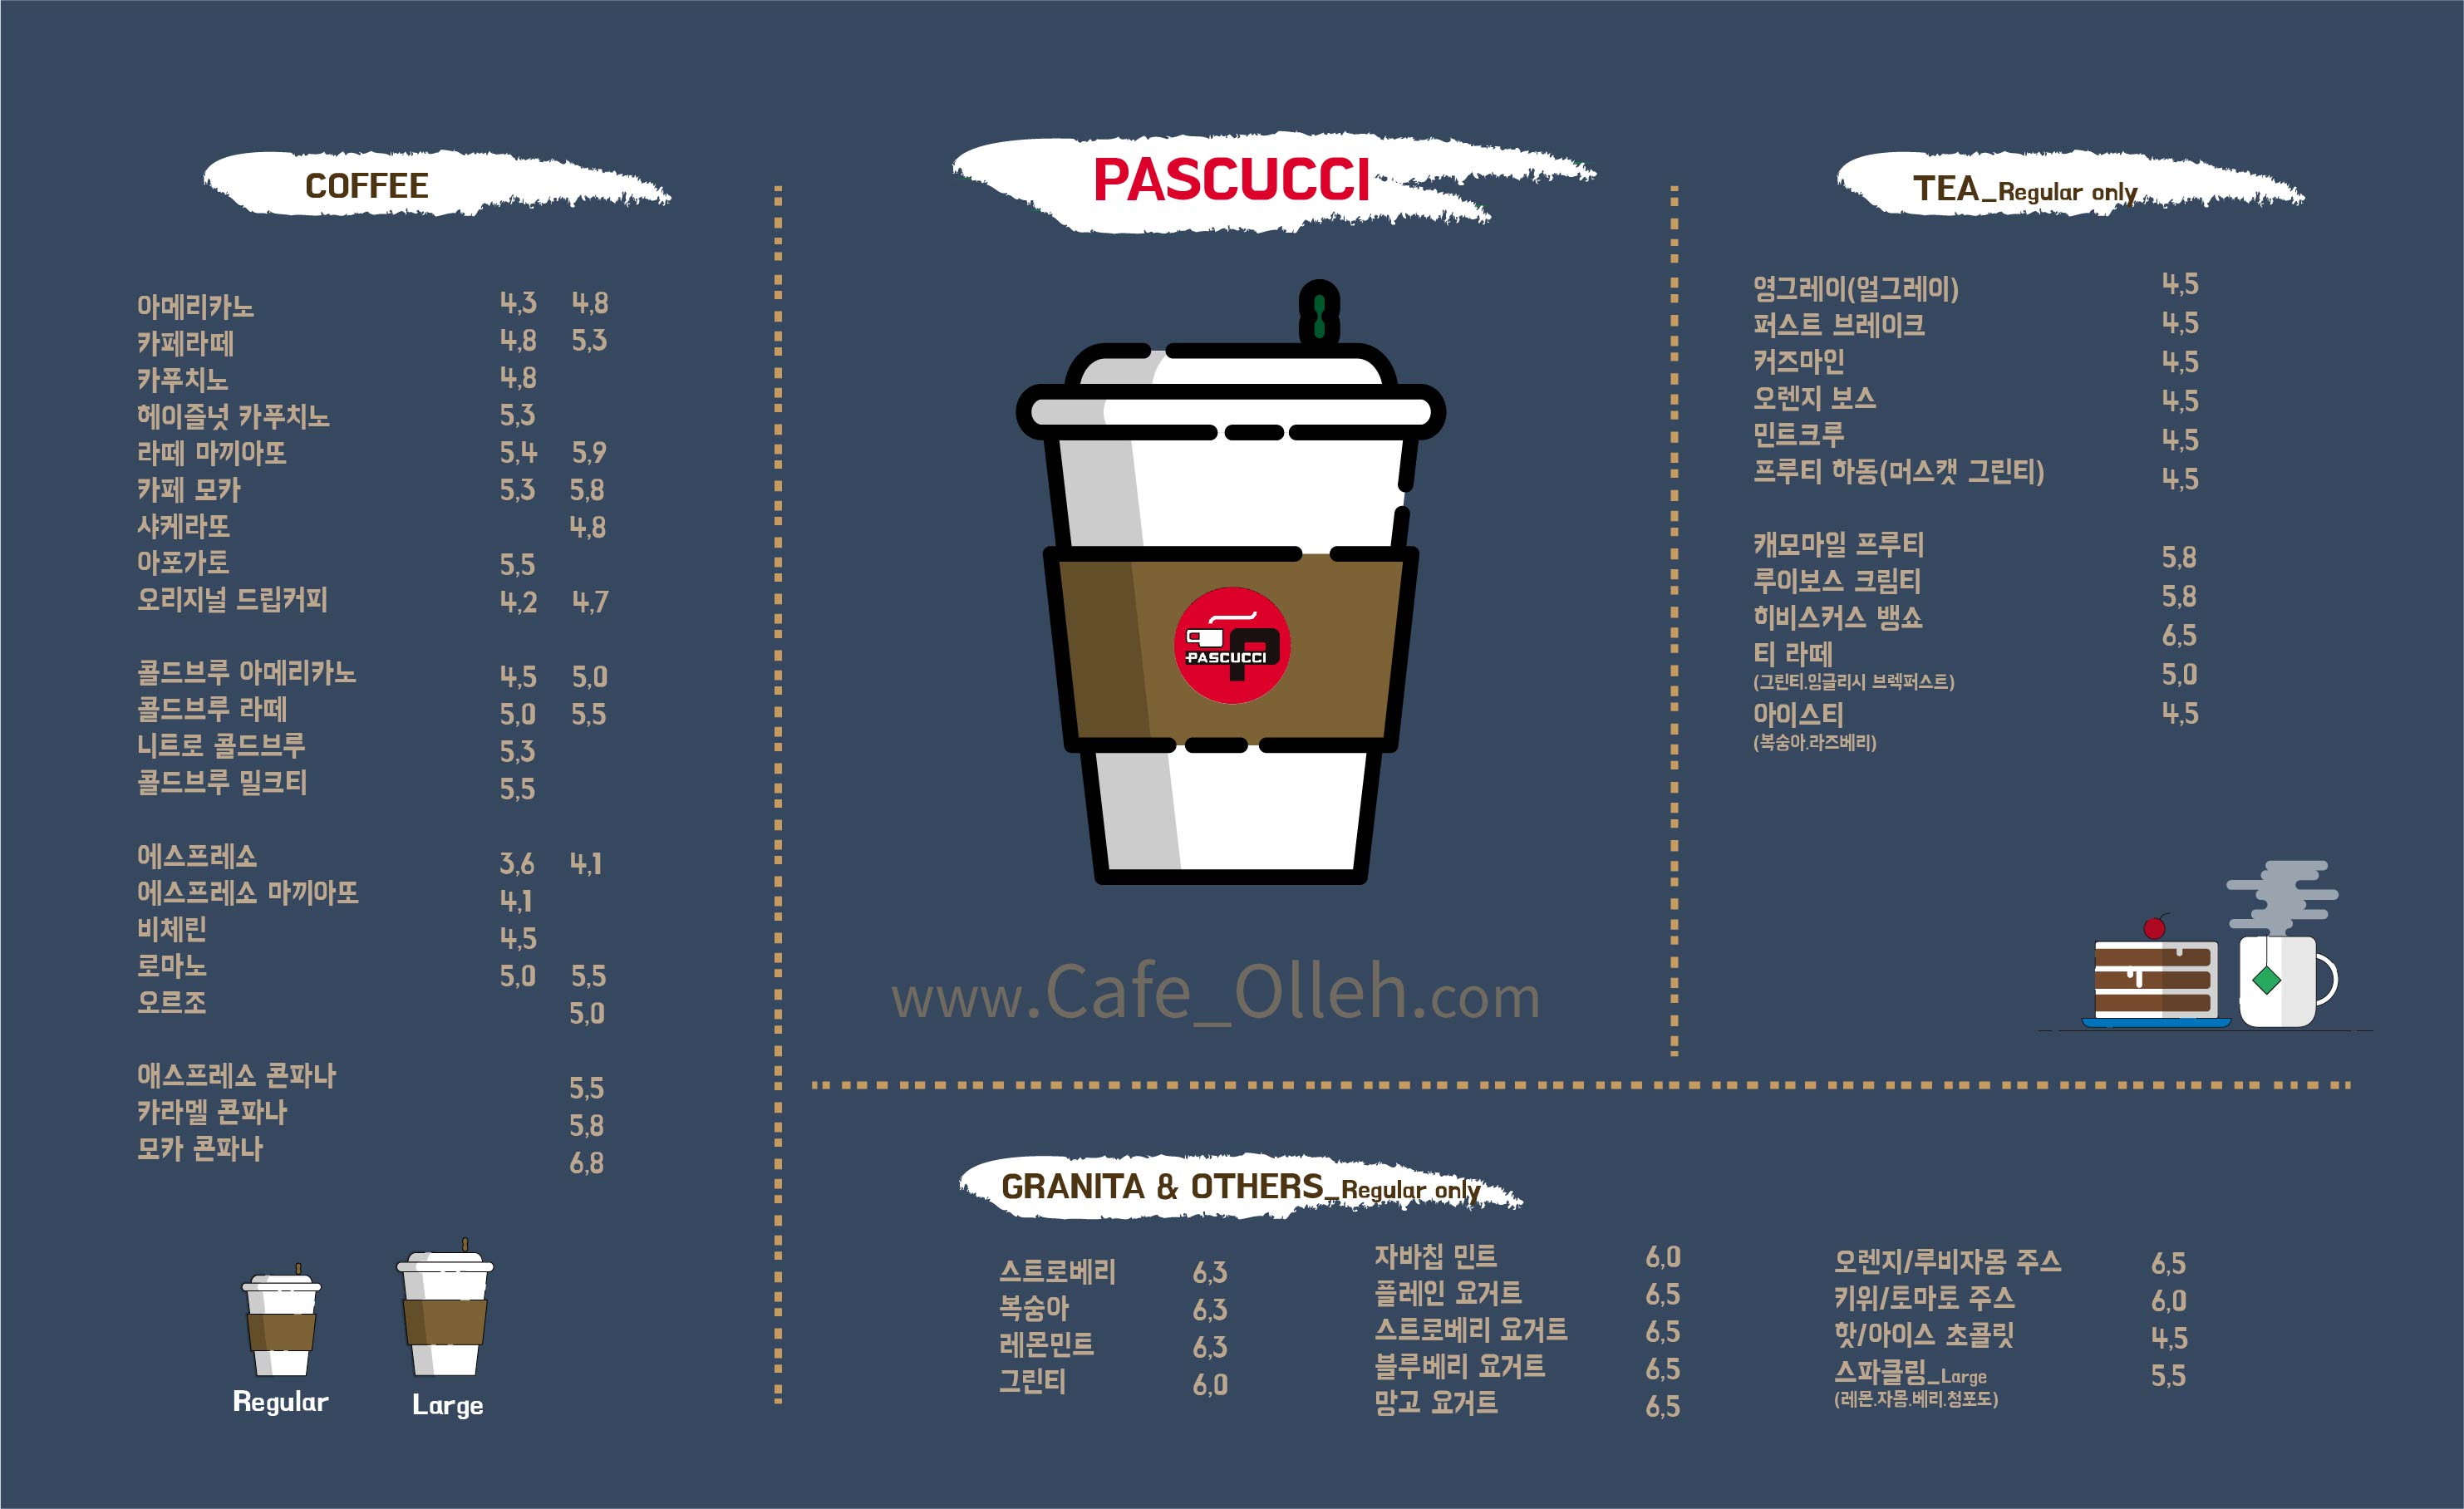 COFFEE
아메리카노 4,3 4,8
카페라떼 4,8 5,3
카푸치노 4,8
헤이즐넛 카푸치노 5,3
라떼 마끼아또 5,4 5,9
카페 모카 5,3 5,8
샤케라또 4,8
아포가토 5,5
오리지널 드립커피 4,2 4,7
콜드브루 아메리카노 4,5 5,0
콜드브루 라떼 5,0 5,5
니트로 콜드브루 5,3
콜드브루 밀크티 5,5
에스프레소 3,6 4,1
에스프레소 마끼아또 4,1
비체린 4,5
로마노 5,0 5,5
오르조 5,0
애스프레소 콘파나 5,5
카라멜 콘파나 5,8
모카 콘파나 6,8
Regular
Large
PASCUCCI
PASCUCCI
www.Cafe_Olleh.com
TEA_Regular only
영그레이(얼그레이) 4,5
퍼스트 브레이크 4,5
커즈마인 4,5
오렌지 보스 4,5
민트크루 4,5
프루티 하동(머스캣 그린티) 4,5
캐모마일 프루티 5,8
루이보스 크림티 5,8
히비스커스 뱅쇼 6,5
티 라떼 5,0
(그린티.잉글리시 브렉퍼스트)
아이스티 4,5
(복숭아.라즈베리)
GRANITA & OTHERS_Regular only
스트로베리 6,3
복숭아 6,3
레몬민트 6,3
그린티 6,0
자바칩 민트 6,0
플레인 요거트 6,5
스트로베리 요거트 6,5
블루베리 요거트 6,5
망고 요거트 6,5
오렌지/루비자몽 주스 6,5
키위/토마토 주스 6,0
핫/아이스 초콜릿 4,5
스파클링_Large 5,5
(레몬.자몽.베리.청포도)